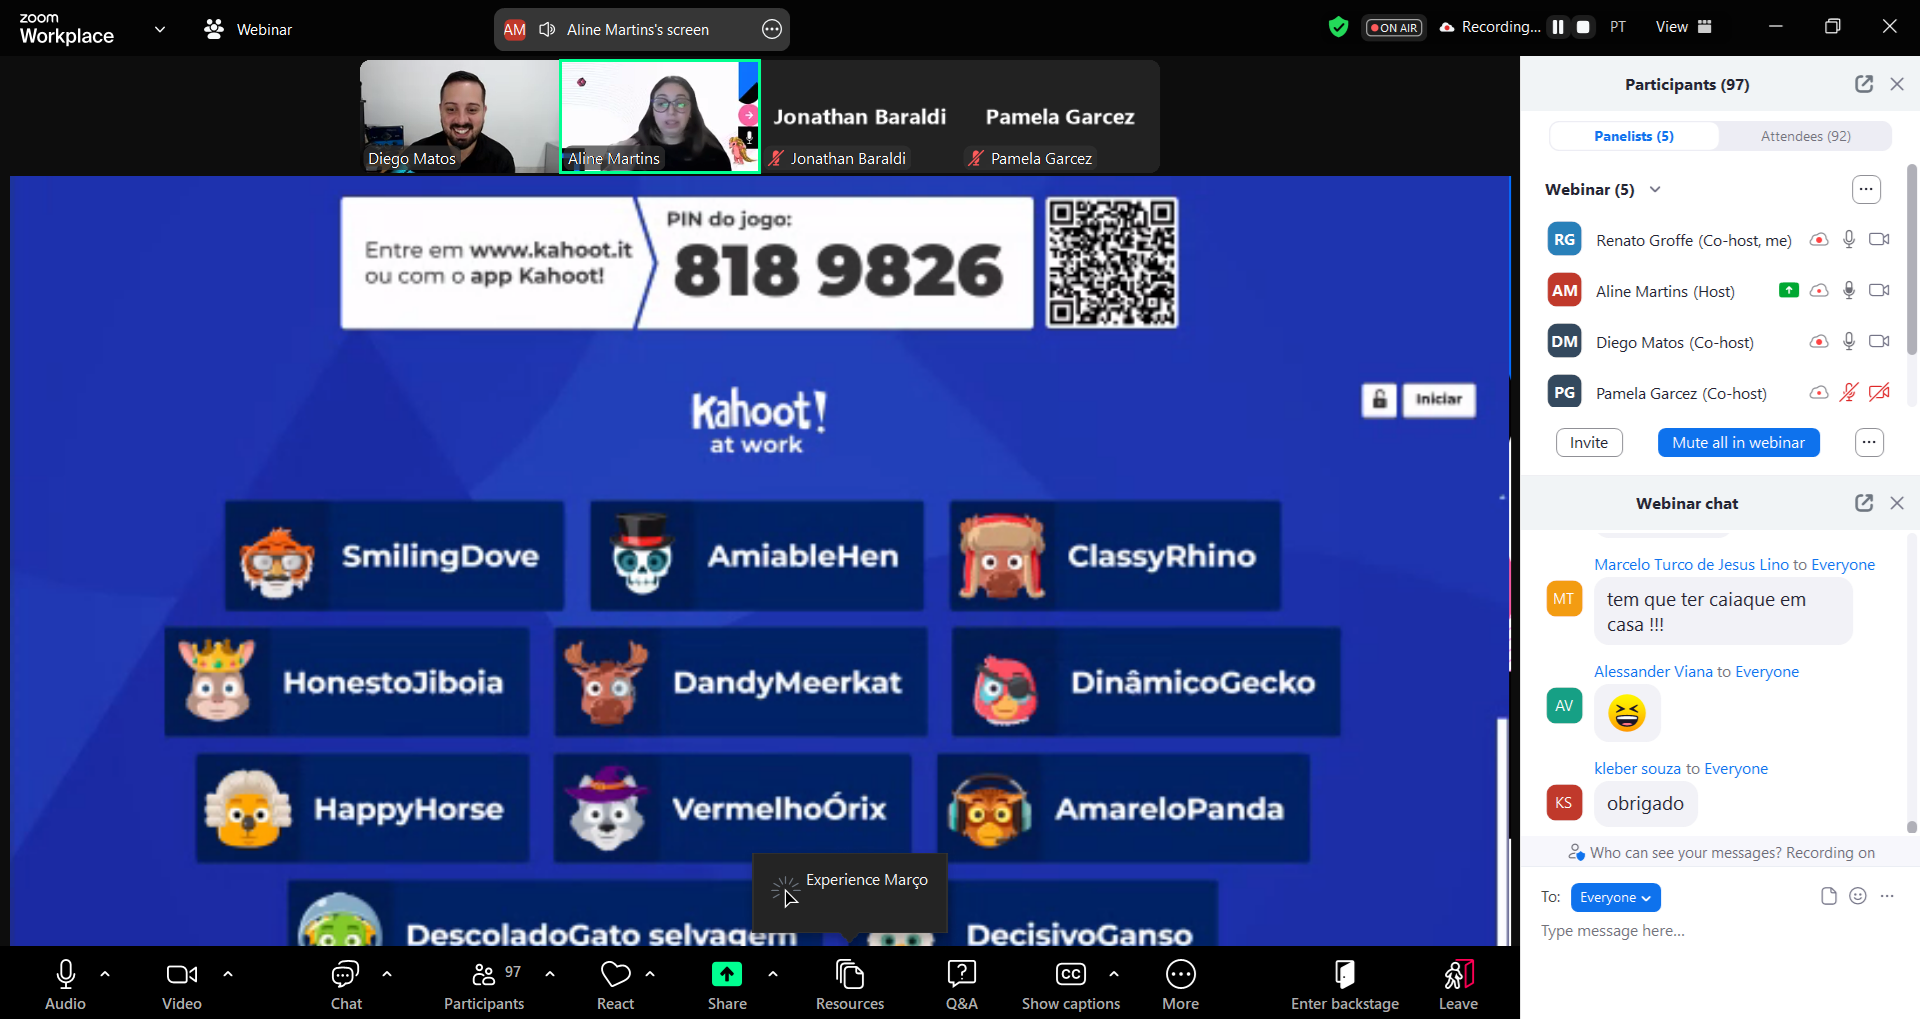 zoom
Workplace
Webinar
AM
Aline Martins's screen
ON AIR
Recording...
PT
View
Diego Matos
Aline Martins
Jonathan Baraldi
Jonathan Baraldi
Pamela Garcez
Pamela Garcez
Entre em www.kahoot.it
ou com o app Kahoot!
PIN do jogo:
818 9826
Kahoot!
at work
Iniciar
SmilingDove
AmiableHen
ClassyRhino
HonestoJiboia
DandyMeerkat
DinâmicoGecko
HappyHorse
VermelhoÓrix
AmareloPanda
DescoladoGato selvagem
DecisivoGanso
Experience Março
Audio
Video
Chat
97
Participants
React
Share
Resources
Q&A
CC
Show captions
More
Enter backstage
Leave
Participants (97)
Panelists (5)
Attendees (92)
Webinar (5)
RG
Renato Groffe (Co-host, me)
AM
Aline Martins (Host)
DM
Diego Matos (Co-host)
PG
Pamela Garcez (Co-host)
Invite
Mute all in webinar
Webinar chat
Marcelo Turco de Jesus Lino to Everyone
MT
tem que ter caiaque em
casa !!!
Alessander Viana to Everyone
AV
kleber souza to Everyone
KS
obrigado
Who can see your messages? Recording on
To:
Everyone
Type message here...